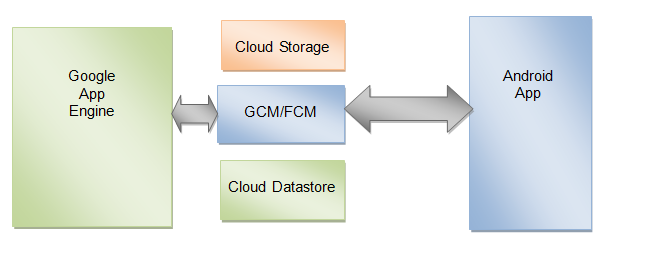 Google
App
Engine
Cloud Storage
GCM/FCM
Cloud Datastore
Android
App